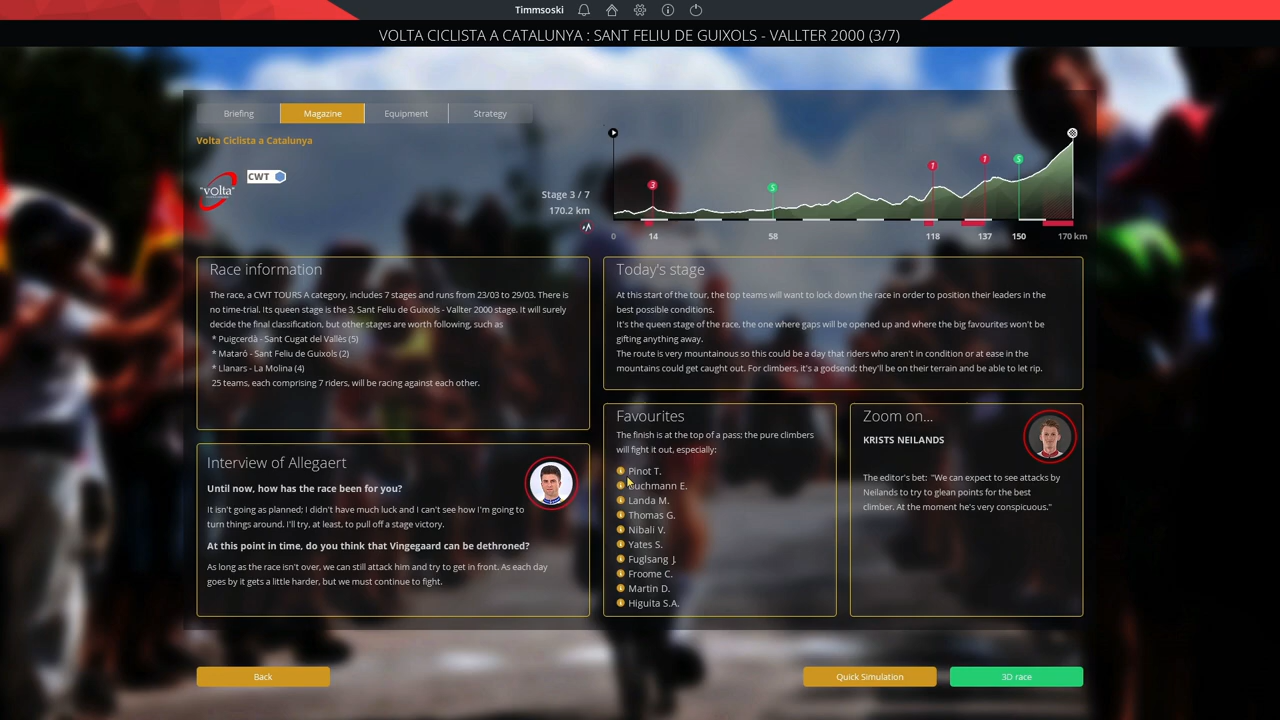 Timmsoski
VOLTA CICLISTA A CATALUNYA : SANT FELIU DE GUIXOLS - VALLTER 2000 (3/7)
Briefing
Magazine
Equipment
Strategy
Volta Ciclista a Catalunya
"volta"
CWT
Stage 3 / 7
170.2 km
3
S
1
1
S
0
14
58
118
137
150
170 km
Race information
The race, a CWT TOURS A category, includes 7 stages and runs from 23/03 to 29/03. There is
no time-trial. Its queen stage is the 3, Sant Feliu de Guixols - Vallter 2000 stage. It will surely
decide the final classification, but other stages are worth following, such as
* Puigcerdà - Sant Cugat del Vallès (5)
* Mataró - Sant Feliu de Guixols (2)
* Llanars - La Molina (4)
25 teams, each comprising 7 riders, will be racing against each other.
Today's stage
At this start of the tour, the top teams will want to lock down the race in order to position their leaders in the
best possible conditions.
It's the queen stage of the race, the one where gaps will be opened up and where the big favourites won't be
gifting anything away.
The route is very mountainous so this could be a day that riders who aren't in condition or at ease in the
mountains could get caught out. For climbers, it's a godsend; they'll be on their terrain and be able to let rip.
Interview of Allegaert
Until now, how has the race been for you?
It isn't going as planned; I didn't have much luck and I can't see how I'm going to
turn things around. I'll try, at least, to pull off a stage victory.
At this point in time, do you think that Vingegaard can be dethroned?
As long as the race isn't over, we can still attack him and try to get in front. As each day
goes by it gets a little harder, but we must continue to fight.
Favourites
The finish is at the top of a pass; the pure climbers
will fight it out, especially:
Pinot T.
Buchmann E.
Landa M.
Thomas G.
Nibali V.
Yates S.
Fuglsang J.
Froome C.
Martin D.
Higuita S.A.
Zoom on...
KRISTS NEILANDS
The editor's bet: "We can expect to see attacks by
Neilands to try to glean points for the best
climber. At the moment he's very conspicuous."
Back
Quick Simulation
3D race